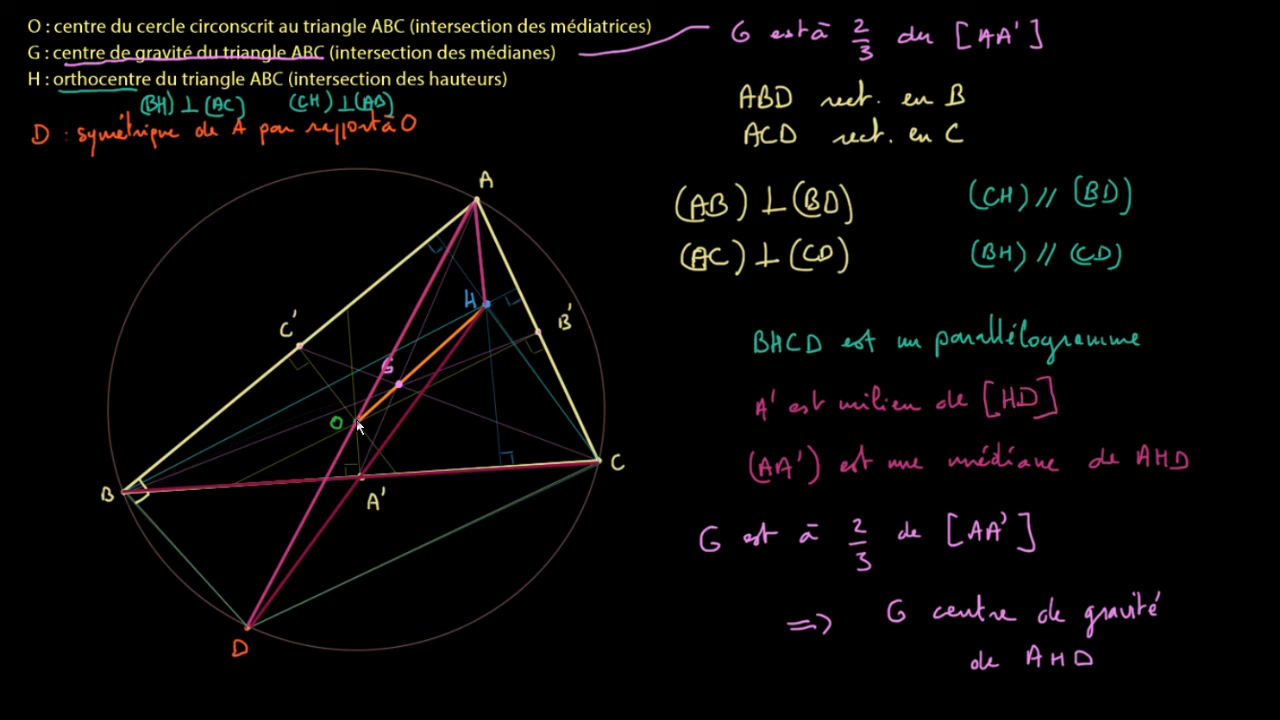 O : centre du cercle circonscrit au triangle ABC (intersection des médiatrices)
G : centre de gravité du triangle ABC (intersection des médianes)
H : orthocentre du triangle ABC (intersection des hauteurs)
(BH) ⊥ (AC) (CH) ⊥ (AB)
D : symétrique de A par rapport à O
G est à 2/3 du [AA']
ABD rect. en B
ACD rect. en C
(AB) ⊥ (BD) (CH) // (BD)
(AC) ⊥ (CD) (BH) // (CD)
BHCD est un parallélogramme
A' est milieu de [HD]
(AA') est une médiane de AHD
G est à 2/3 de [AA']
=> G centre de gravité
de AHD
A
H
C'
B'
G
O
C
B
A'
D